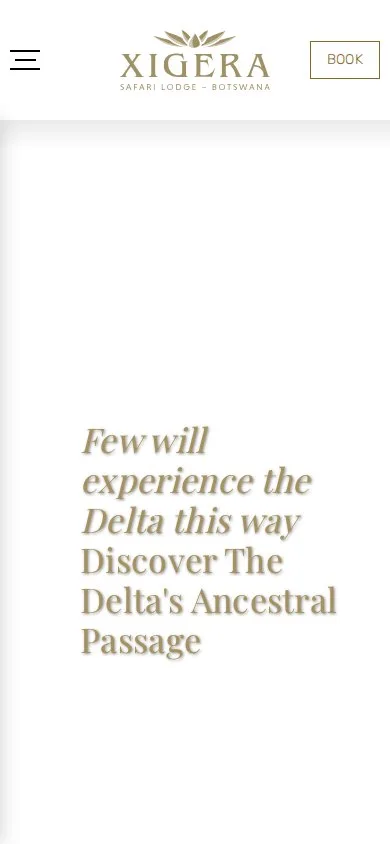 XIGERA
SAFARI LODGE – BOTSWANA
BOOK
Few will
experience the
Delta this way
Discover The
Delta's Ancestral
Passage